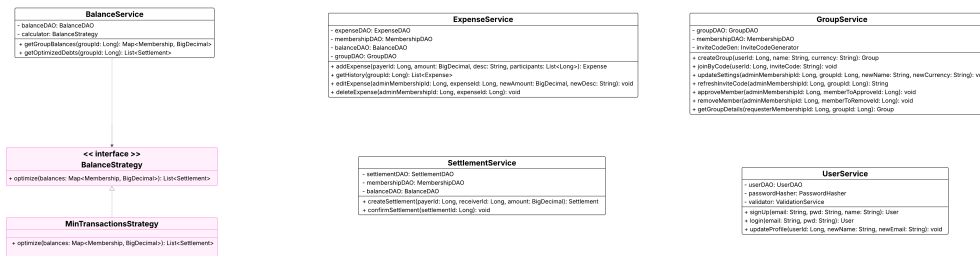 BalanceService
- balanceDAO: BalanceDAO
- calculator: BalanceStrategy
+ getGroupBalances(groupId: Long): Map<Membership, BigDecimal>
+ getOptimizedDebts(groupId: Long): List<Settlement>
<< interface >>
BalanceStrategy
+ optimize(balances: Map<Membership, BigDecimal>): List<Settlement>
MinTransactionsStrategy
+ optimize(balances: Map<Membership, BigDecimal>): List<Settlement>
ExpenseService
- expenseDAO: ExpenseDAO
- membershipDAO: MembershipDAO
- balanceDAO: BalanceDAO
- groupDAO: GroupDAO
+ addExpense(payerId: Long, amount: BigDecimal, desc: String, participants: List<Long>): Expense
+ getHistory(groupId: Long): List<Expense>
+ editExpense(adminMembershipId: Long, expenseId: Long, newAmount: BigDecimal, newDesc: String): void
+ deleteExpense(adminMembershipId: Long, expenseId: Long): void
SettlementService
- settlementDAO: SettlementDAO
- membershipDAO: MembershipDAO
- balanceDAO: BalanceDAO
+ createSettlement(payerId: Long, receiverId: Long, amount: BigDecimal): Settlement
+ confirmSettlement(settlementId: Long): void
GroupService
- groupDAO: GroupDAO
- membershipDAO: MembershipDAO
- inviteCodeGen: InviteCodeGenerator
+ createGroup(userId: Long, name: String, currency: String): Group
+ joinByCode(userId: Long, inviteCode: String): void
+ updateSettings(adminMembershipId: Long, groupId: Long, newName: String, newCurrency: String): v
+ refreshInviteCode(adminMembershipId: Long, groupId: Long): String
+ approveMember(adminMembershipId: Long, memberToApproveId: Long): void
+ removeMember(adminMembershipId: Long, memberToRemoveId: Long): void
+ getGroupDetails(requesterMembershipId: Long, groupId: Long): Group
UserService
- userDAO: UserDAO
- passwordHasher: PasswordHasher
- validator: ValidationService
+ signUp(email: String, pwd: String, name: String): User
+ login(email: String, pwd: String): User
+ updateProfile(userId: Long, newName: String, newEmail: String): void